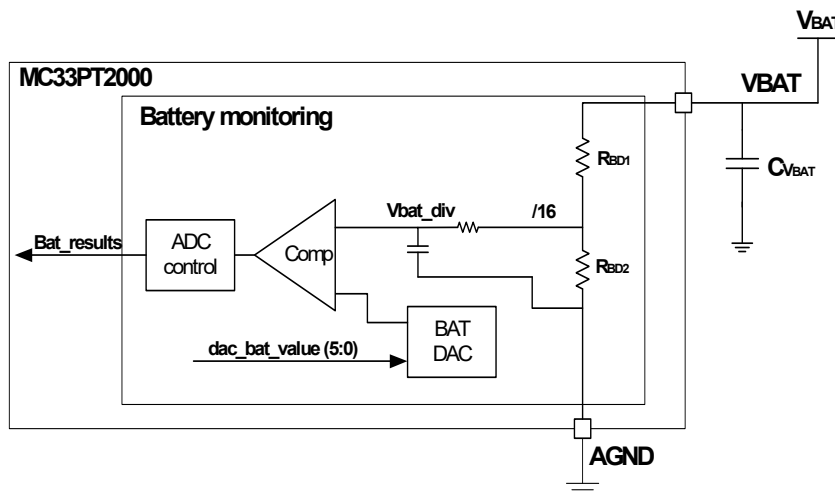 VBAT
MC33PT2000
VBAT
Battery monitoring
RBD1
CVBAT
Vbat_div
/16
Bat_results
ADC
control
Comp
RBD2
BAT
DAC
dac_bat_value (5:0)
AGND